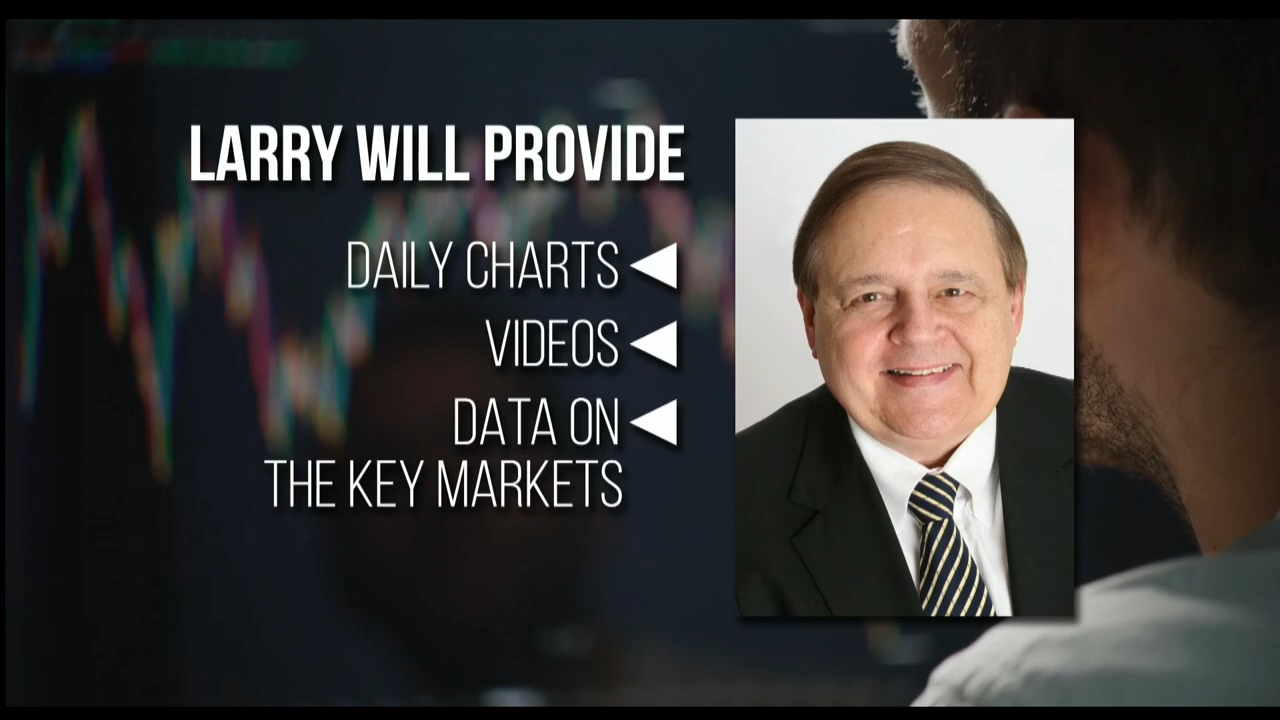 LARRY WILL PROVIDE
DAILY CHARTS
VIDEOS
DATA ON
THE KEY MARKETS